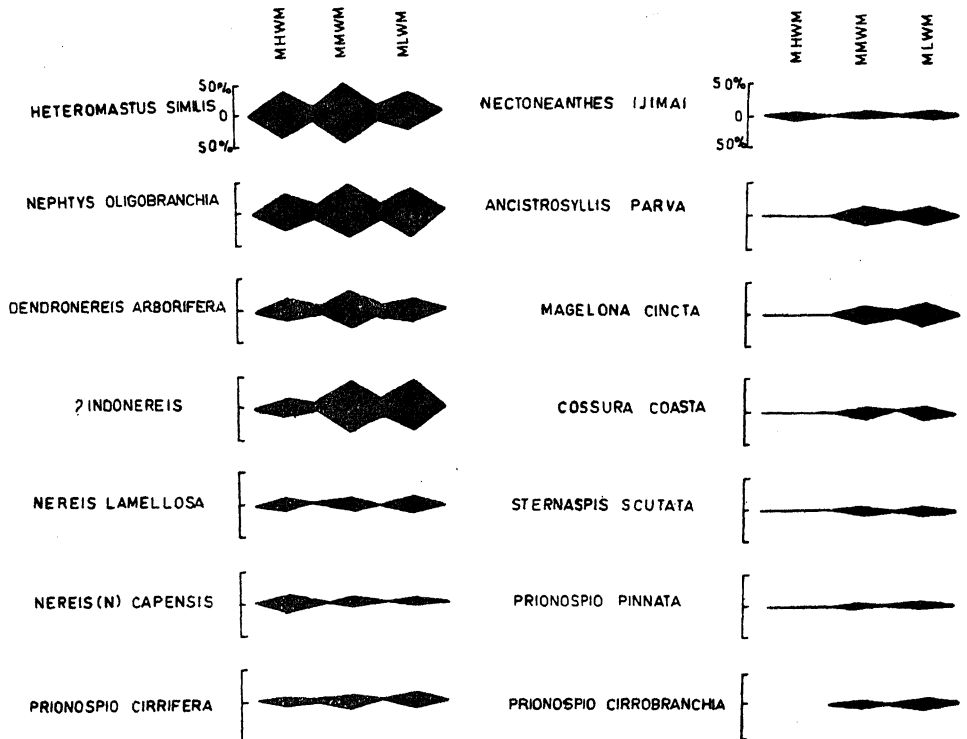 MHWM MMWM MLWM
MHWM MMWM MLWM
HETEROMASTUS SIMILIS
50%
0
50%
NECTONEANTHES IJIMAI
50%
0
50%
NEPHTYS OLIGOBRANCHIA
ANCISTROSYLLIS PARVA
DENDRONEREIS ARBORIFERA
MAGELONA CINCTA
? INDONEREIS
COSSURA COASTA
NEREIS LAMELLOSA
STERNASPIS SCUTATA
NEREIS(N) CAPENSIS
PRIONOSPIO PINNATA
PRIONOSPIO CIRRIFERA
PRIONOSPIO CIRROBRANCHIA